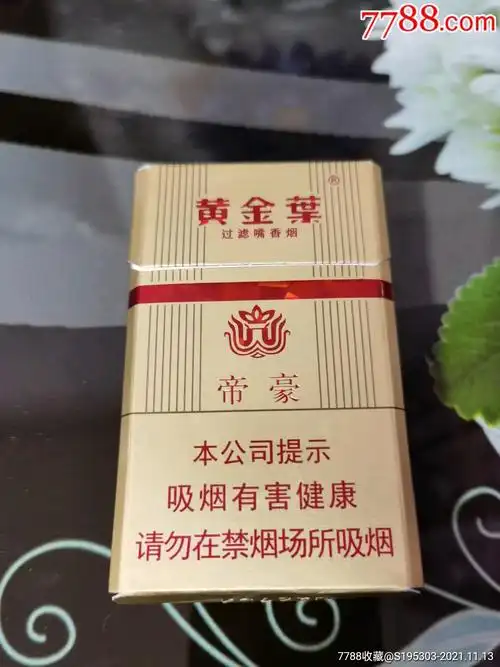 7788.com
黄金葉®
过滤嘴香烟
帝豪
本公司提示
吸烟有害健康
请勿在禁烟场所吸烟
7788收藏@S195303-2021.11.13